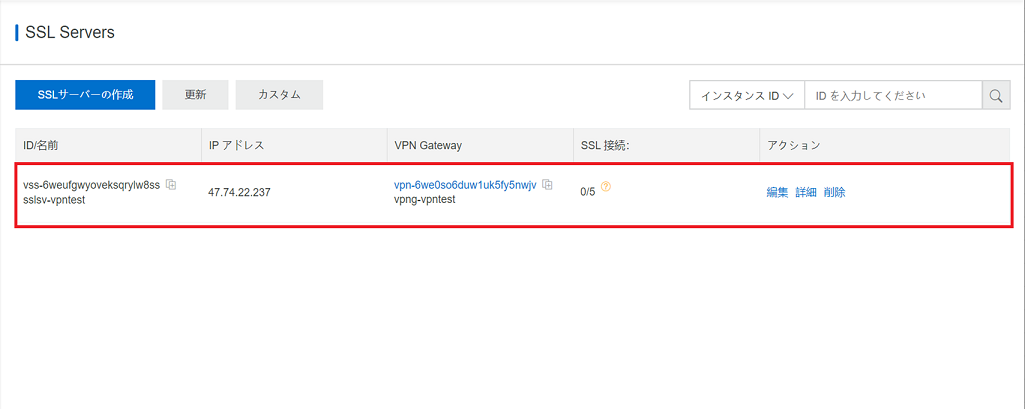 SSL Servers
SSLサーバーの作成 更新 カスタム インスタンス ID ID を入力してください
ID/名前 IP アドレス VPN Gateway SSL 接続: アクション
vss-6weufgwyoveksqrylw8ss 47.74.22.237 vpn-6we0so6duw1uk5fy5nwjv 0/5 ? 編集 詳細 削除
sslsv-vpntest vpng-vpntest